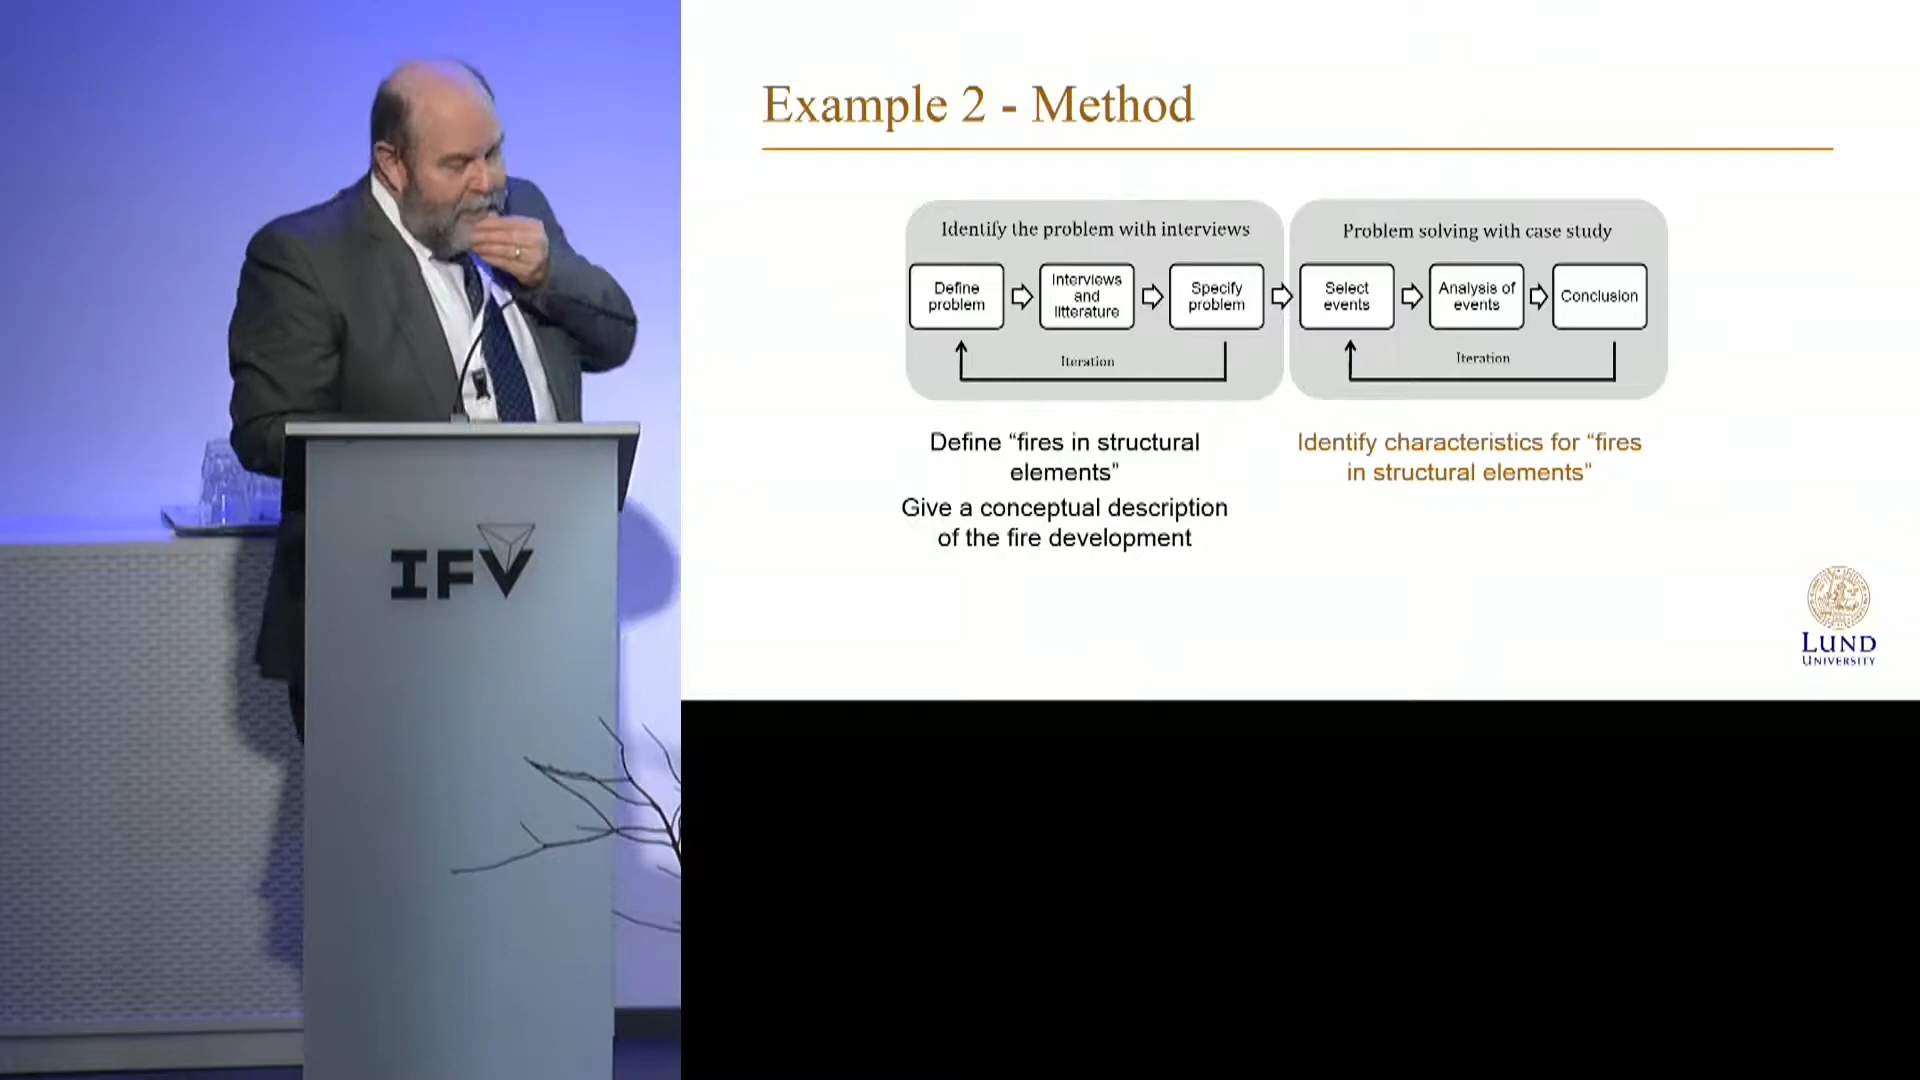 Example 2 - Method
Identify the problem with interviews
Define
problem
Interviews
and
litterature
Specify
problem
Iteration
Problem solving with case study
Select
events
Analysis of
events
Conclusion
Iteration
Define “fires in structural
elements”
Give a conceptual description
of the fire development
Identify characteristics for “fires
in structural elements”
LUND
UNIVERSITY
IFV